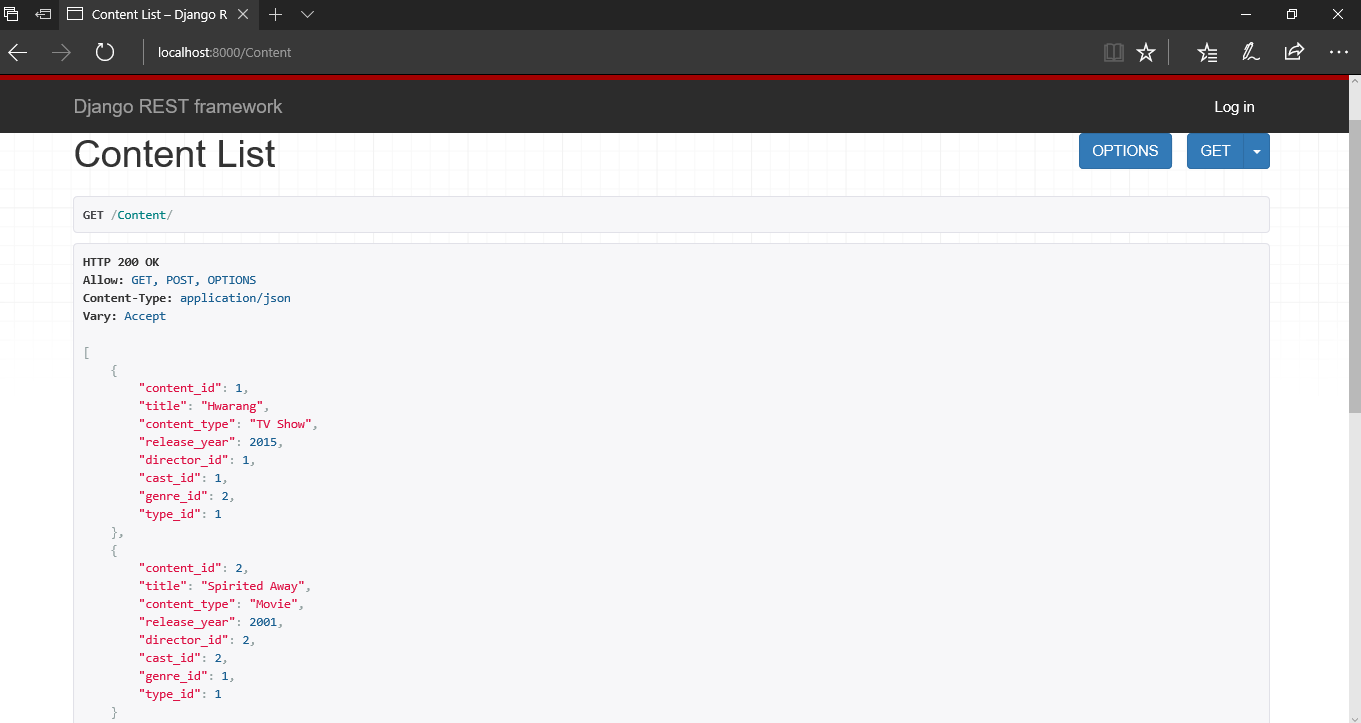 Content List – Django R
localhost:8000/Content
Django REST framework
Log in
Content List
OPTIONS
GET
GET /Content/
HTTP 200 OK
Allow: GET, POST, OPTIONS
Content-Type: application/json
Vary: Accept
[
{
"content_id": 1,
"title": "Hwarang",
"content_type": "TV Show",
"release_year": 2015,
"director_id": 1,
"cast_id": 1,
"genre_id": 2,
"type_id": 1
},
{
"content_id": 2,
"title": "Spirited Away",
"content_type": "Movie",
"release_year": 2001,
"director_id": 2,
"cast_id": 2,
"genre_id": 1,
"type_id": 1
}